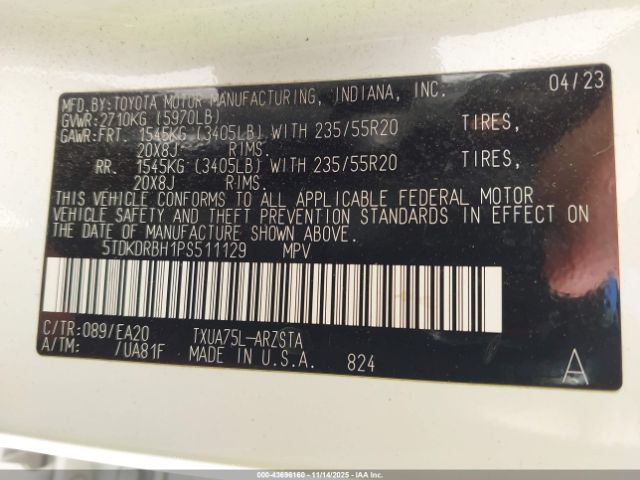 04/23
MFD.BY:TOYOTA MOTOR MANUFACTURING, INDIANA, INC.
GVWR:2710KG (5970LB)
GAWR:FRT. 1545KG (3405LB) WITH 235/55R20 TIRES,
20X8J RIMS.
RR. 1545KG (3405LB) WITH 235/55R20 TIRES,
20X8J RIMS.
THIS VEHICLE CONFORMS TO ALL APPLICABLE FEDERAL MOTOR
VEHICLE SAFETY AND THEFT PREVENTION STANDARDS IN EFFECT ON
THE DATE OF MANUFACTURE SHOWN ABOVE.
5TDKDRBH1PS511129 MPV
C/TR:089/EA20 TXUA75L-ARZSTA
A/TM: /UA81F MADE IN U.S.A. 824 A
000-43696160 - 11/14/2025 - IAAI.COM